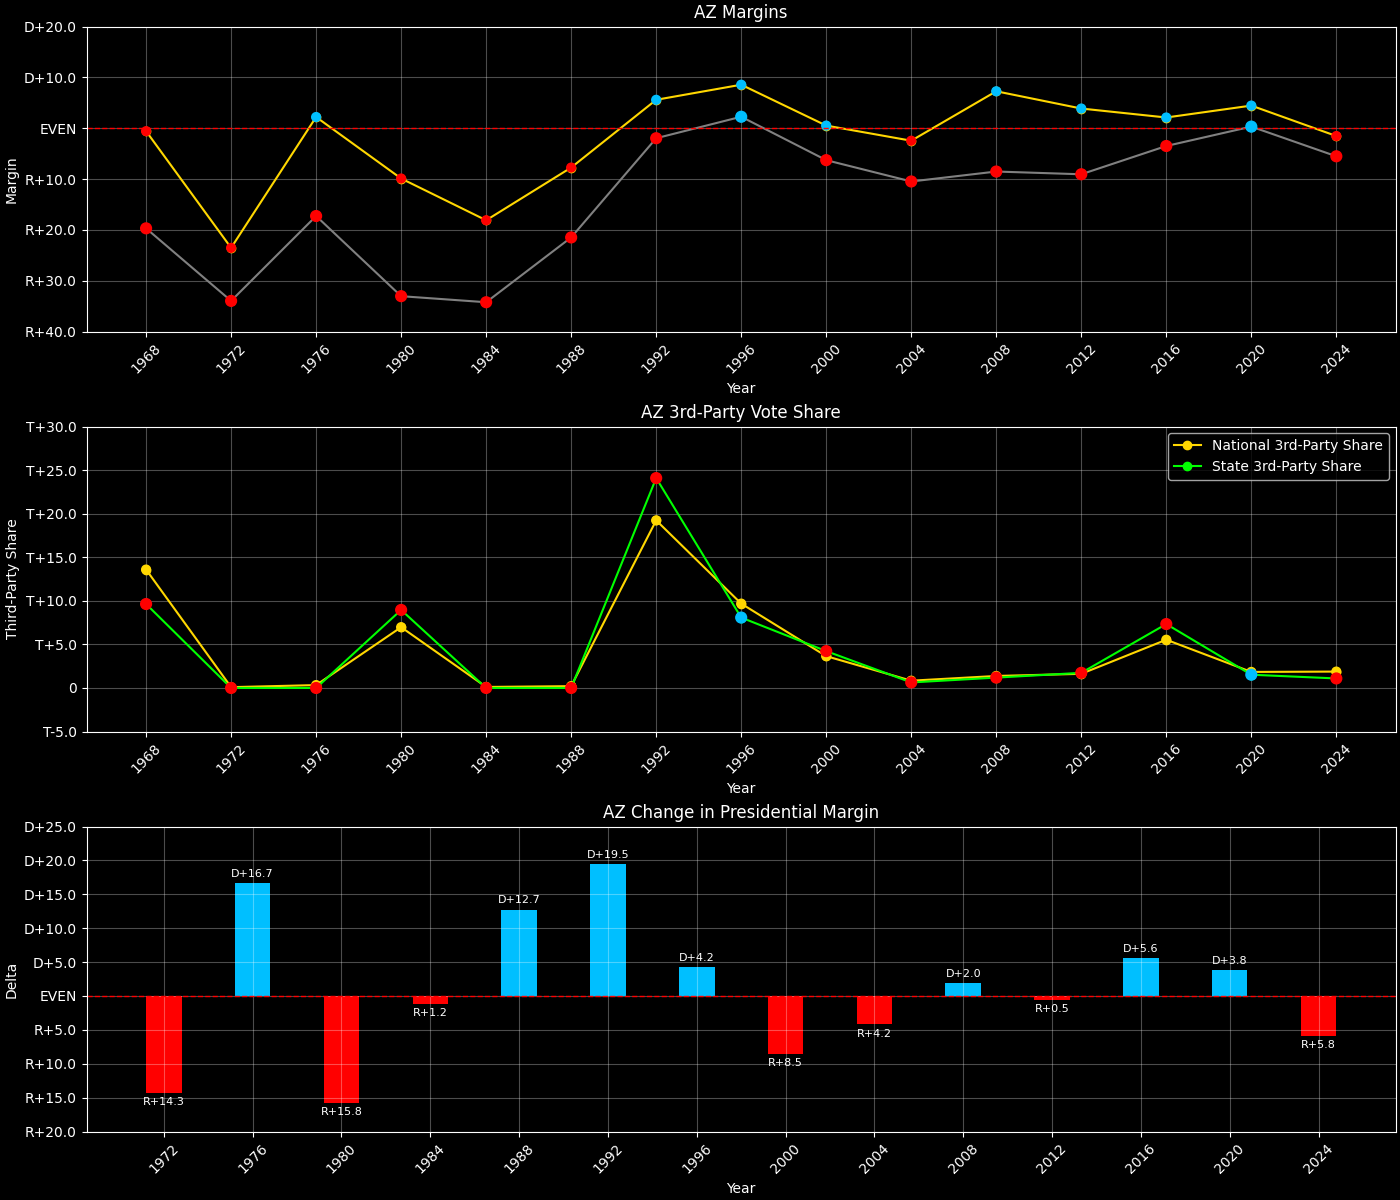 AZ Margins
D+20.0
D+10.0
EVEN
R+10.0
R+20.0
R+30.0
R+40.0
Margin
1968 1972 1976 1980 1984 1988 1992 1996 2000 2004 2008 2012 2016 2020 2024
Year
AZ 3rd-Party Vote Share
T+30.0
T+25.0
T+20.0
T+15.0
T+10.0
T+5.0
0
T-5.0
Third-Party Share
National 3rd-Party Share
State 3rd-Party Share
1968 1972 1976 1980 1984 1988 1992 1996 2000 2004 2008 2012 2016 2020 2024
Year
AZ Change in Presidential Margin
D+25.0
D+20.0
D+15.0
D+10.0
D+5.0
EVEN
R+5.0
R+10.0
R+15.0
R+20.0
Delta
R+14.3
D+16.7
R+15.8
R+1.2
D+12.7
D+19.5
D+4.2
R+8.5
R+4.2
D+2.0
R+0.5
D+5.6
D+3.8
R+5.8
1972 1976 1980 1984 1988 1992 1996 2000 2004 2008 2012 2016 2020 2024
Year